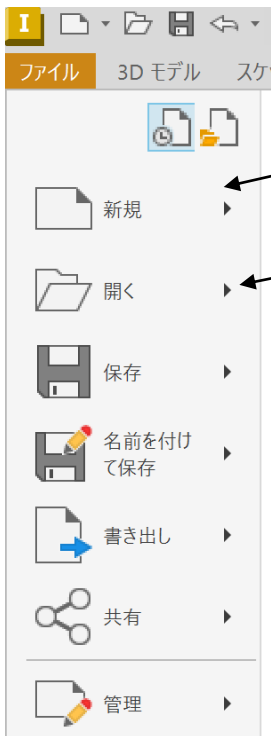 I
ファイル 3D モデル スケ
新規
開く
保存
名前を付け
て保存
書き出し
共有
管理